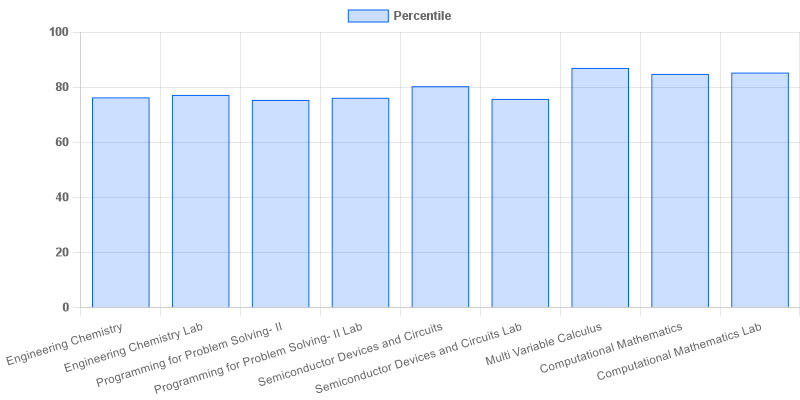 Percentile
100
80
60
40
20
0
Engineering Chemistry
Engineering Chemistry Lab
Programming for Problem Solving- II
Programming for Problem Solving- II Lab
Semiconductor Devices and Circuits
Semiconductor Devices and Circuits Lab
Multi Variable Calculus
Computational Mathematics
Computational Mathematics Lab